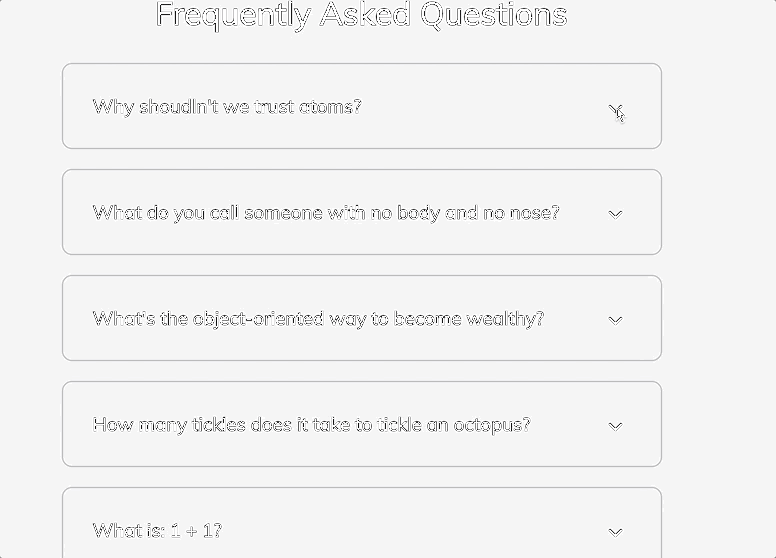 Frequently Asked Questions
Why shoudln't we trust atoms?
What do you call someone with no body and no nose?
What's the object-oriented way to become wealthy?
How many tickles does it take to tickle an octopus?
What is: 1 + 1?